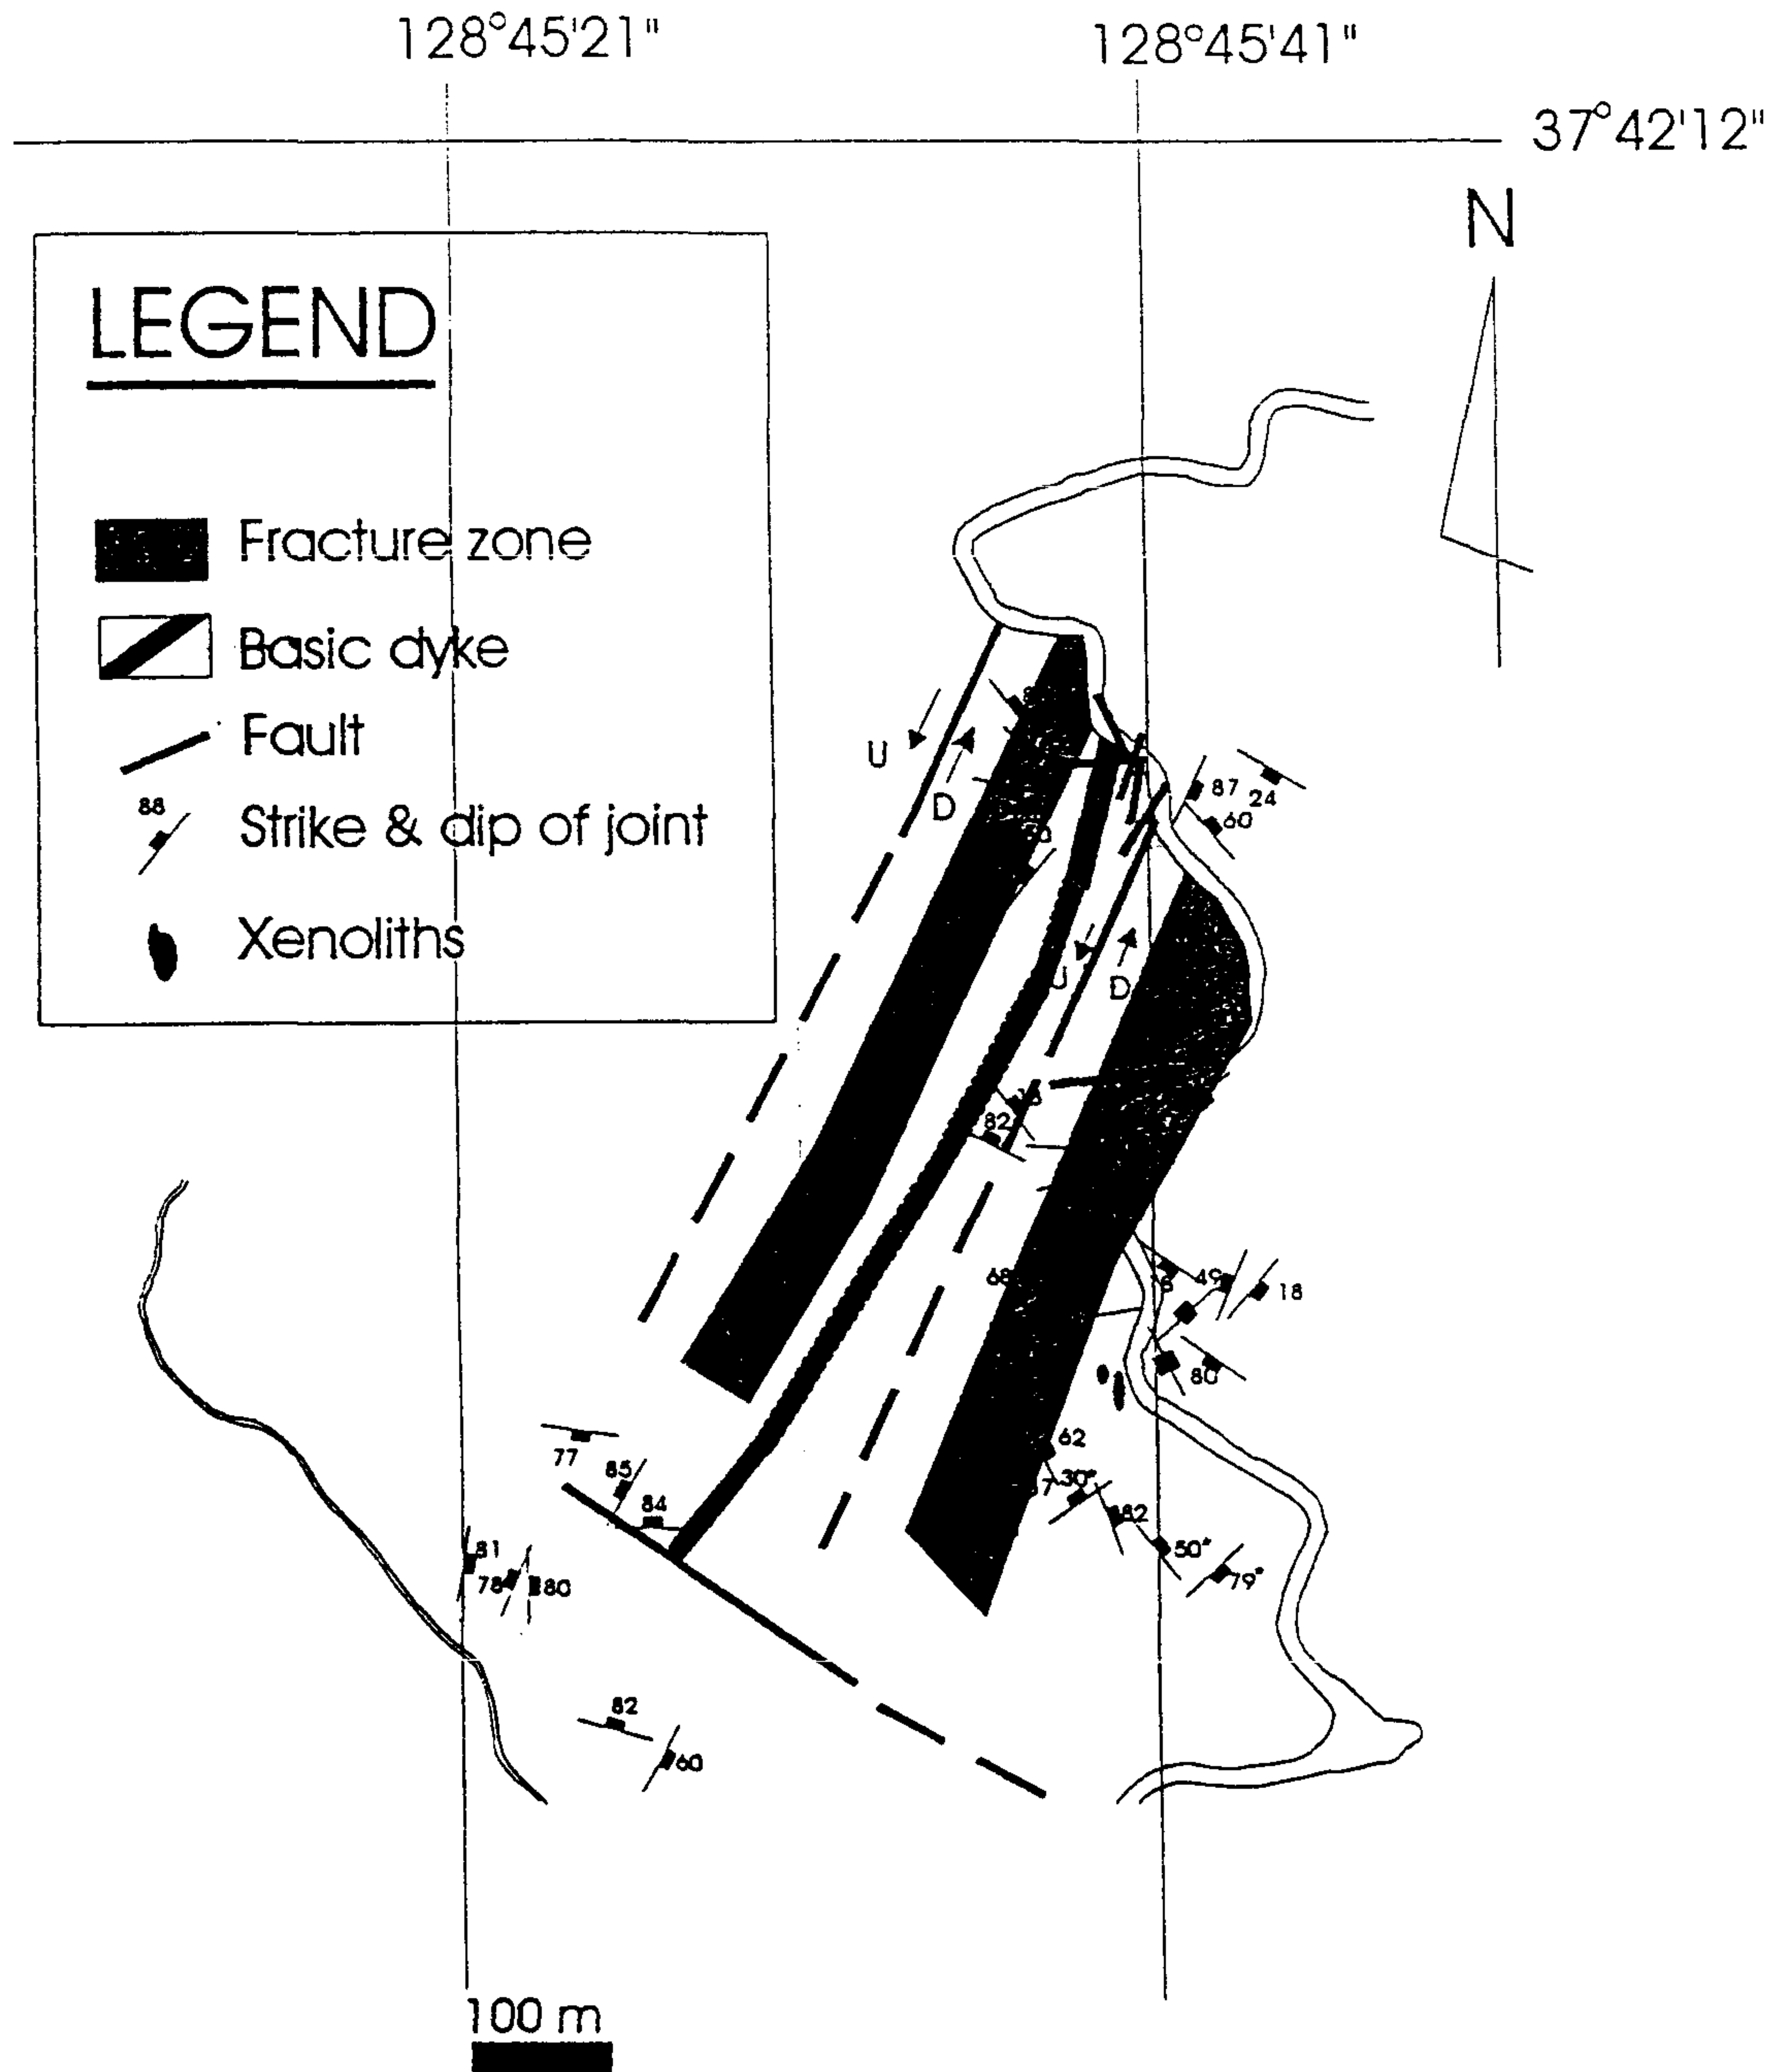 128°45'21"
128°45'41"
37°42'12"
N
LEGEND
Fracture zone
Basic dyke
Fault
88
Strike & dip of joint
Xenoliths
U
D
87
24
60
U
D
82
68
49
18
80
62
77
30°
85
82
84
50°
79°
81
78
80
82
60
100 m